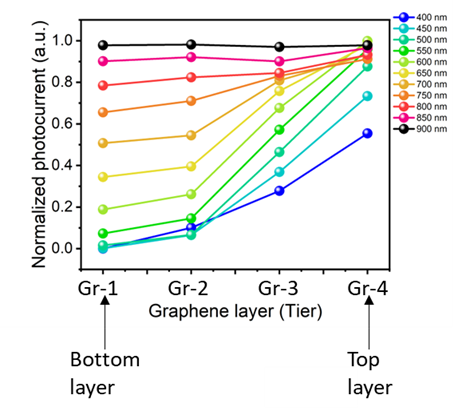 Normalized photocurrent (a.u.)
1.0
0.8
0.6
0.4
0.2
0.0
400 nm
450 nm
500 nm
550 nm
600 nm
650 nm
700 nm
750 nm
800 nm
850 nm
900 nm
Gr-1 Gr-2 Gr-3 Gr-4
Graphene layer (Tier)
Bottom
layer
Top
layer